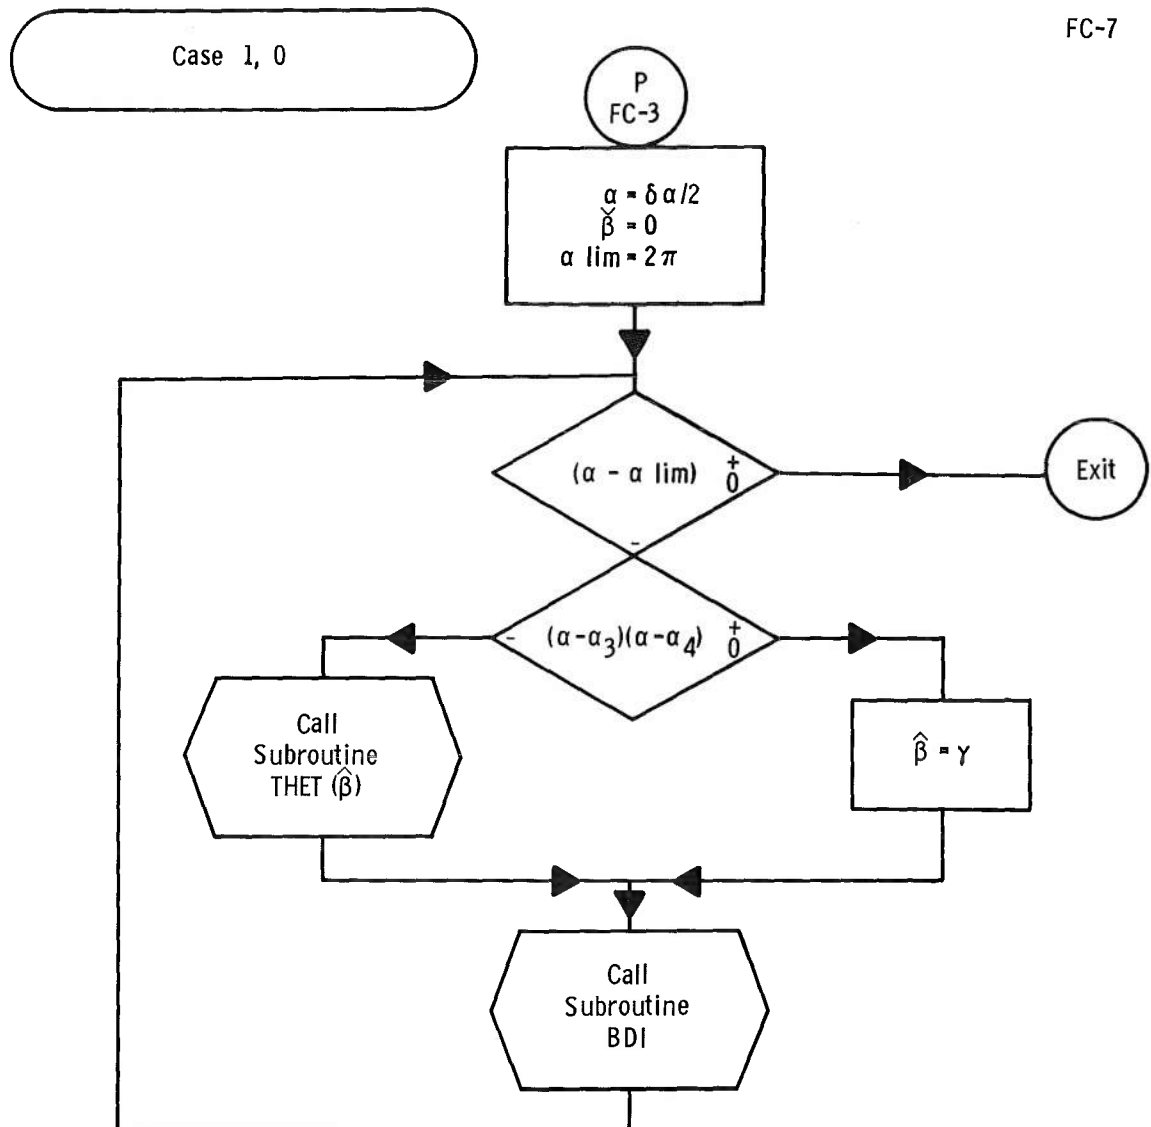 Case 1, 0
FC-7
P
FC-3
α = δα/2
β̌ = 0
α lim = 2π
(α - α lim)
+
0
-
Exit
-
(α-α₃)(α-α₄)
+
0
Call
Subroutine
THET (β̂)
β̂ = γ
Call
Subroutine
BDI